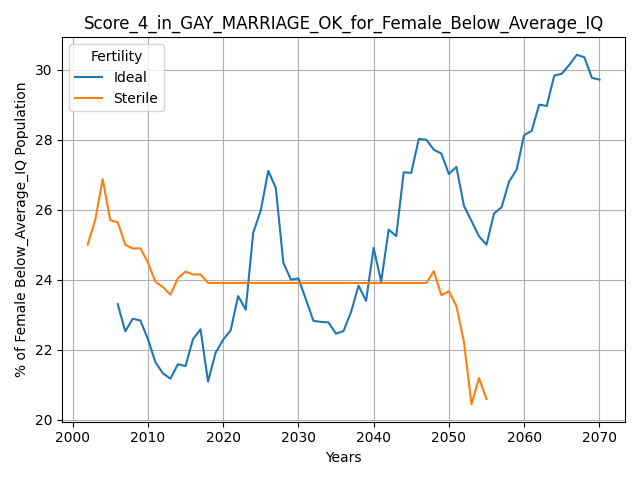 Score_4_in_GAY_MARRIAGE_OK_for_Female_Below_Average_IQ
Fertility
Ideal
Sterile
% of Female Below_Average_IQ Population
30
28
26
24
22
20
2000 2010 2020 2030 2040 2050 2060 2070
Years